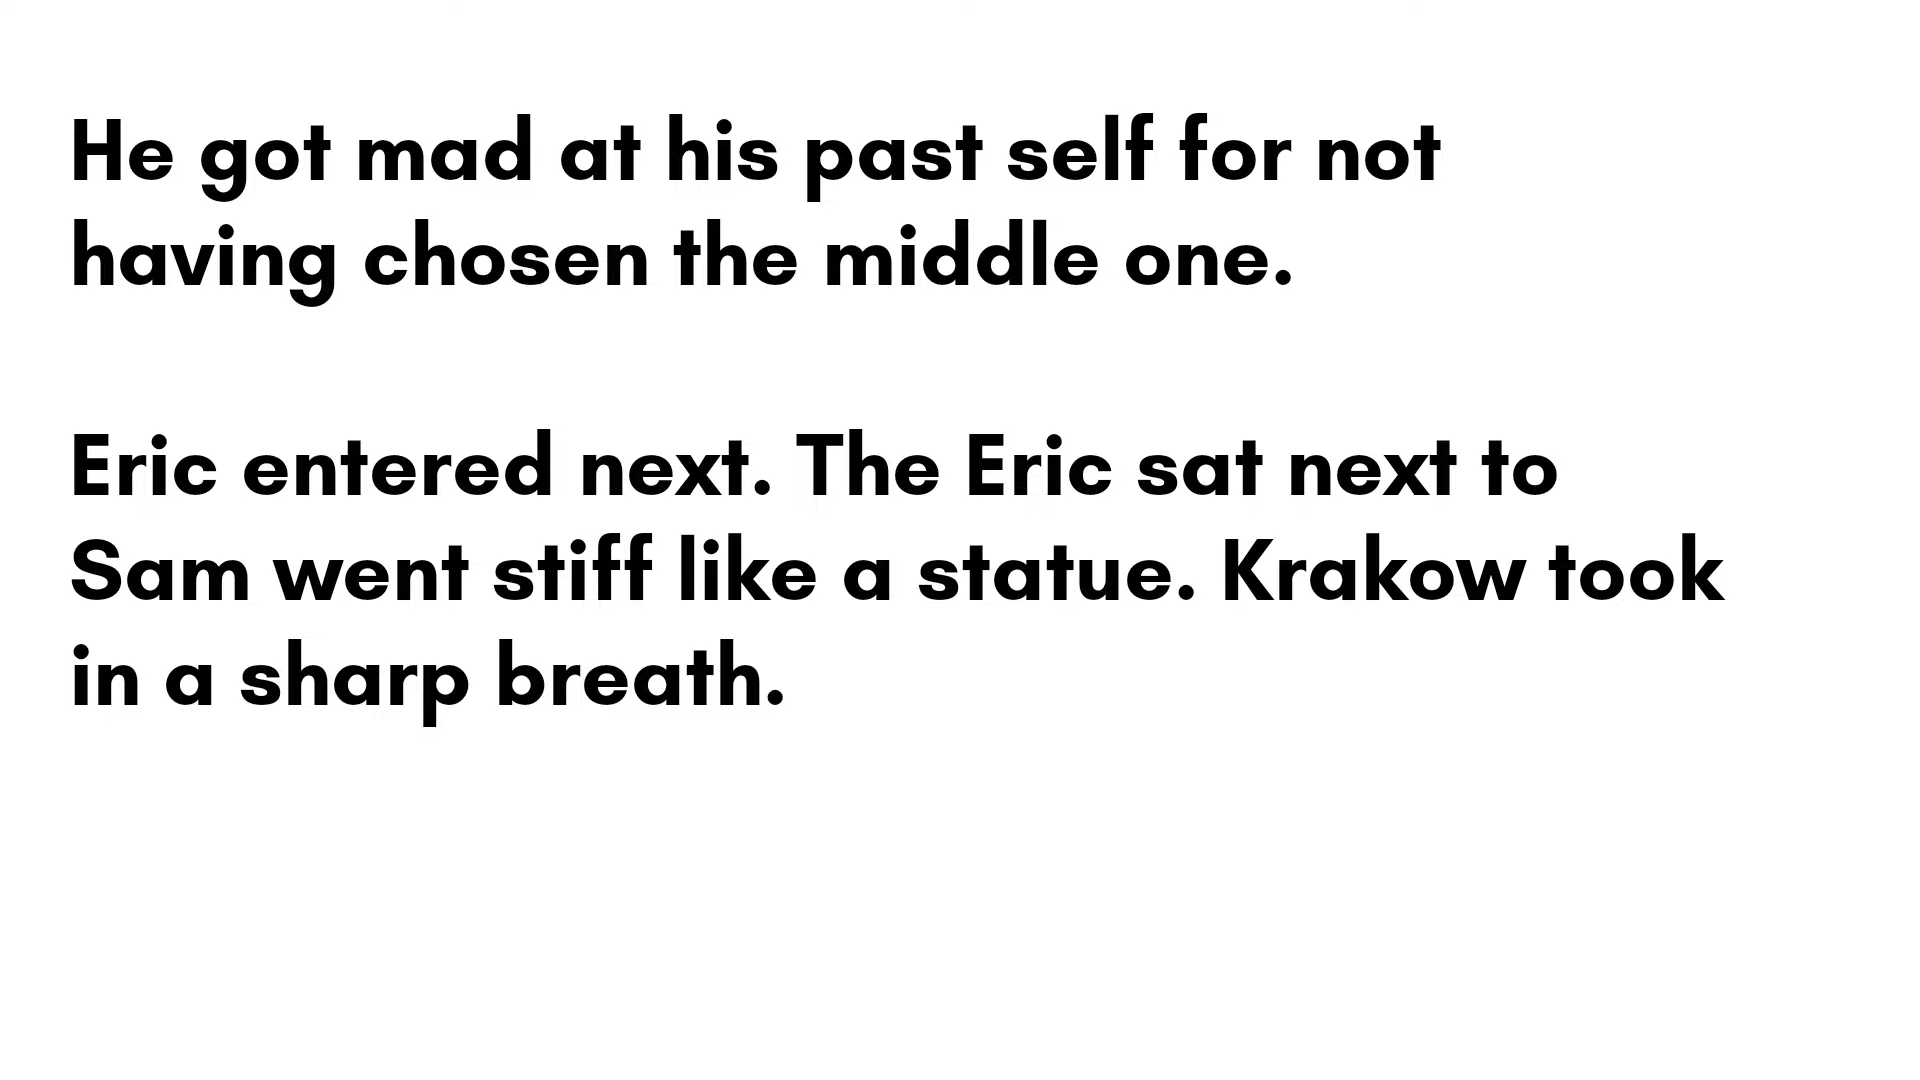 He got mad at his past self for not
having chosen the middle one.
Eric entered next. The Eric sat next to
Sam went stiff like a statue. Krakow took
in a sharp breath.